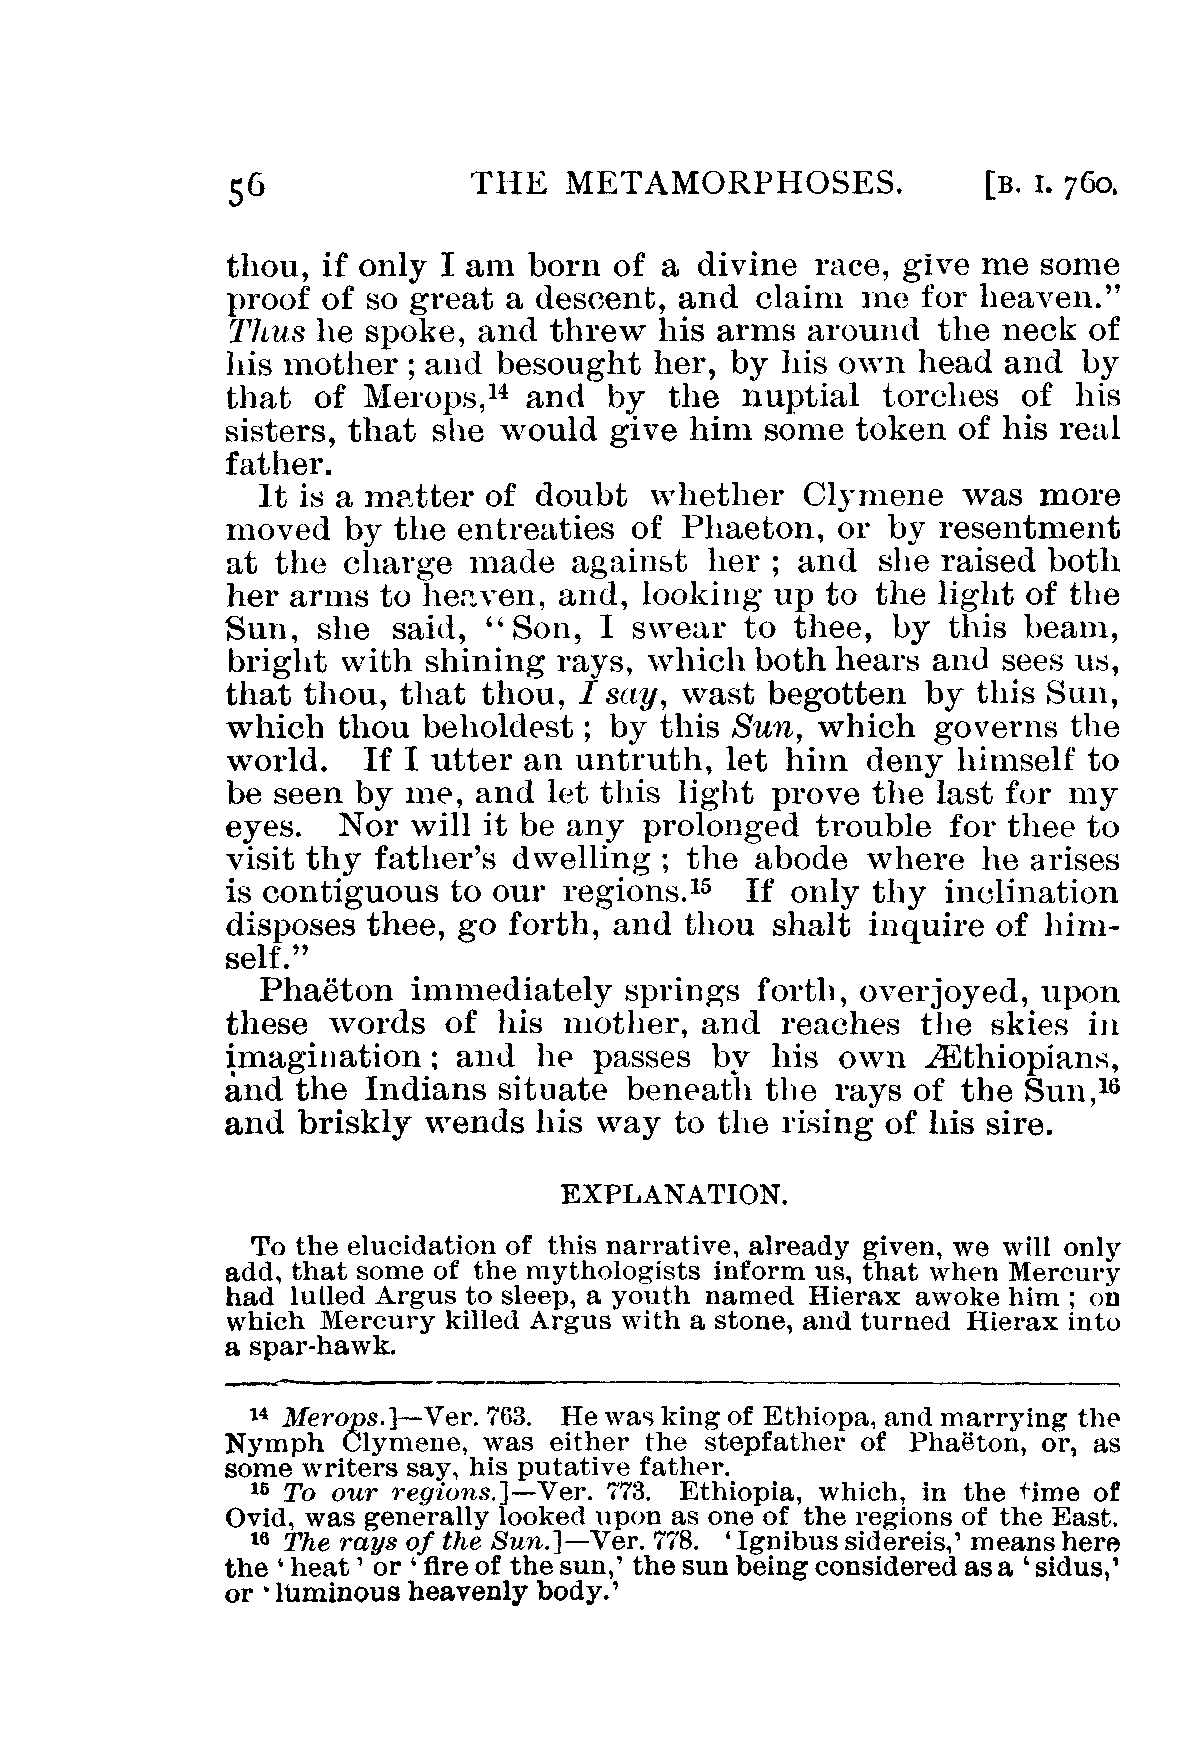 56 THE METAMORPHOSES. [B. I. 760.
thou, if only I am born of a divine race, give me some
proof of so great a descent, and claim me for heaven.”
Thus he spoke, and threw his arms around the neck of
his mother ; and besought her, by his own head and by
that of Merops,¹⁴ and by the nuptial torches of his
sisters, that she would give him some token of his real
father.
It is a matter of doubt whether Clymene was more
moved by the entreaties of Phaeton, or by resentment
at the charge made against her ; and she raised both
her arms to heaven, and, looking up to the light of the
Sun, she said, “Son, I swear to thee, by this beam,
bright with shining rays, which both hears and sees us,
that thou, that thou, I say, wast begotten by this Sun,
which thou beholdest ; by this Sun, which governs the
world. If I utter an untruth, let him deny himself to
be seen by me, and let this light prove the last for my
eyes. Nor will it be any prolonged trouble for thee to
visit thy father’s dwelling ; the abode where he arises
is contiguous to our regions.¹⁵ If only thy inclination
disposes thee, go forth, and thou shalt inquire of him-
self.”
Phaëton immediately springs forth, overjoyed, upon
these words of his mother, and reaches the skies in
imagination ; and he passes by his own Æthiopians,
and the Indians situate beneath the rays of the Sun,¹⁶
and briskly wends his way to the rising of his sire.
EXPLANATION.
To the elucidation of this narrative, already given, we will only
add, that some of the mythologists inform us, that when Mercury
had lulled Argus to sleep, a youth named Hierax awoke him ; on
which Mercury killed Argus with a stone, and turned Hierax into
a spar-hawk.
¹⁴ Merops.]—Ver. 763. He was king of Ethiopa, and marrying the
Nymph Clymene, was either the stepfather of Phaëton, or, as
some writers say, his putative father.
¹⁵ To our regions.]—Ver. 773. Ethiopia, which, in the time of
Ovid, was generally looked upon as one of the regions of the East.
¹⁶ The rays of the Sun.]—Ver. 778. ‘Ignibus sidereis,’ means here
the ‘heat’ or ‘fire of the sun,’ the sun being considered as a ‘sidus,’
or ‘luminous heavenly body.’